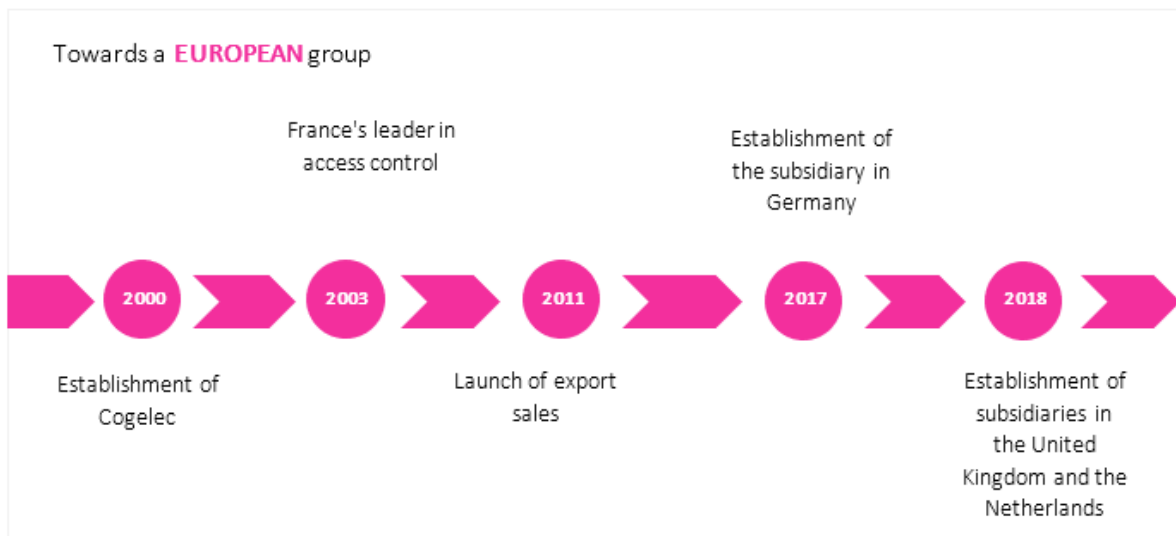 Towards a EUROPEAN group
France's leader in
access control
Establishment of
the subsidiary in
Germany
2000
2003
2011
2017
2018
Establishment of
Cogelec
Launch of export
sales
Establishment of
subsidiaries in
the United
Kingdom and the
Netherlands